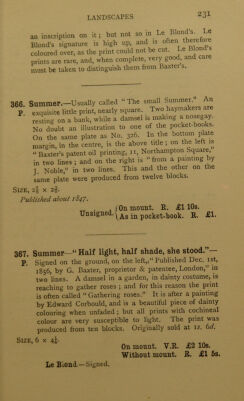 LANDSCAPES 231
an inscription on it; but not so in Le Blond's. Le
Blond's signature is high up, and is often therefore
coloured over, as the print could not be cut. Le Blond's
prints are rare, and, when complete, very good, and care
must be taken to distinguish them from Baxter's.
366. Summer.—Usually called "The small Summer." An
P. exquisite little print, nearly square. Two haymakers are
resting on a bank, while a damsel is making a nosegay.
No doubt an illustration to one of the pocket-books.
On the same plate as No. 326. In the bottom plate
margin, in the centre, is the above title; on the left is
"Baxter's patent oil printing, 11, Northampton Square,"
in two lines; and on the right is "from a painting by
J. Noble," in two lines. This and the other on the
same plate were produced from twelve blocks.
SIZE,
Published about 1847.
Unsigned. { On mount. R. £1 10s.
As in pocket-book. R. £1.
367. Summer—"Half light, half shade, she stood."—
P. Signed on the ground, on the left, "Published Dec. 1st,
1856, by G. Baxter, proprietor & patentee, London," in
two lines. A damsel in a garden, in dainty costume, is
reaching to gather roses; and for this reason the print
is often called "Gathering roses." It is after a painting
by Edward Corbould, and is a beautiful piece of dainty
colouring when unfaded; but all prints with cochineal
colour are very susceptible to light. The print was
produced from ten blocks. Originally sold at 1s. 6d.
SIZE, 6 x 4¼.
On mount. V.R. £2 10s.
Without mount. R. £1 5s.
Le Blond.—Signed.